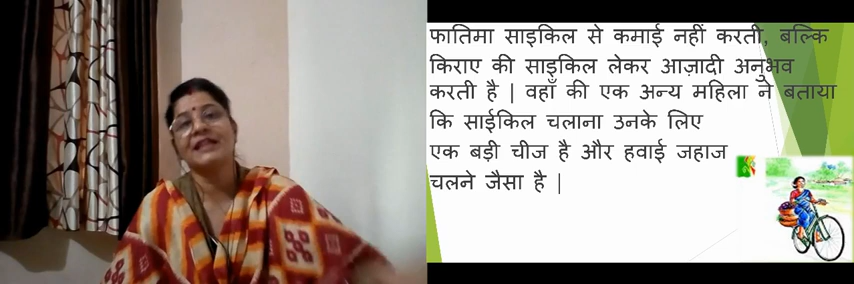 फातिमा साइकिल से कमाई नहीं करती, बल्कि
किराए की साइकिल लेकर आज़ादी अनुभव
करती है | वहाँ की एक अन्य महिला ने बताया
कि साईकिल चलाना उनके लिए
एक बड़ी चीज है और हवाई जहाज
चलने जैसा है |